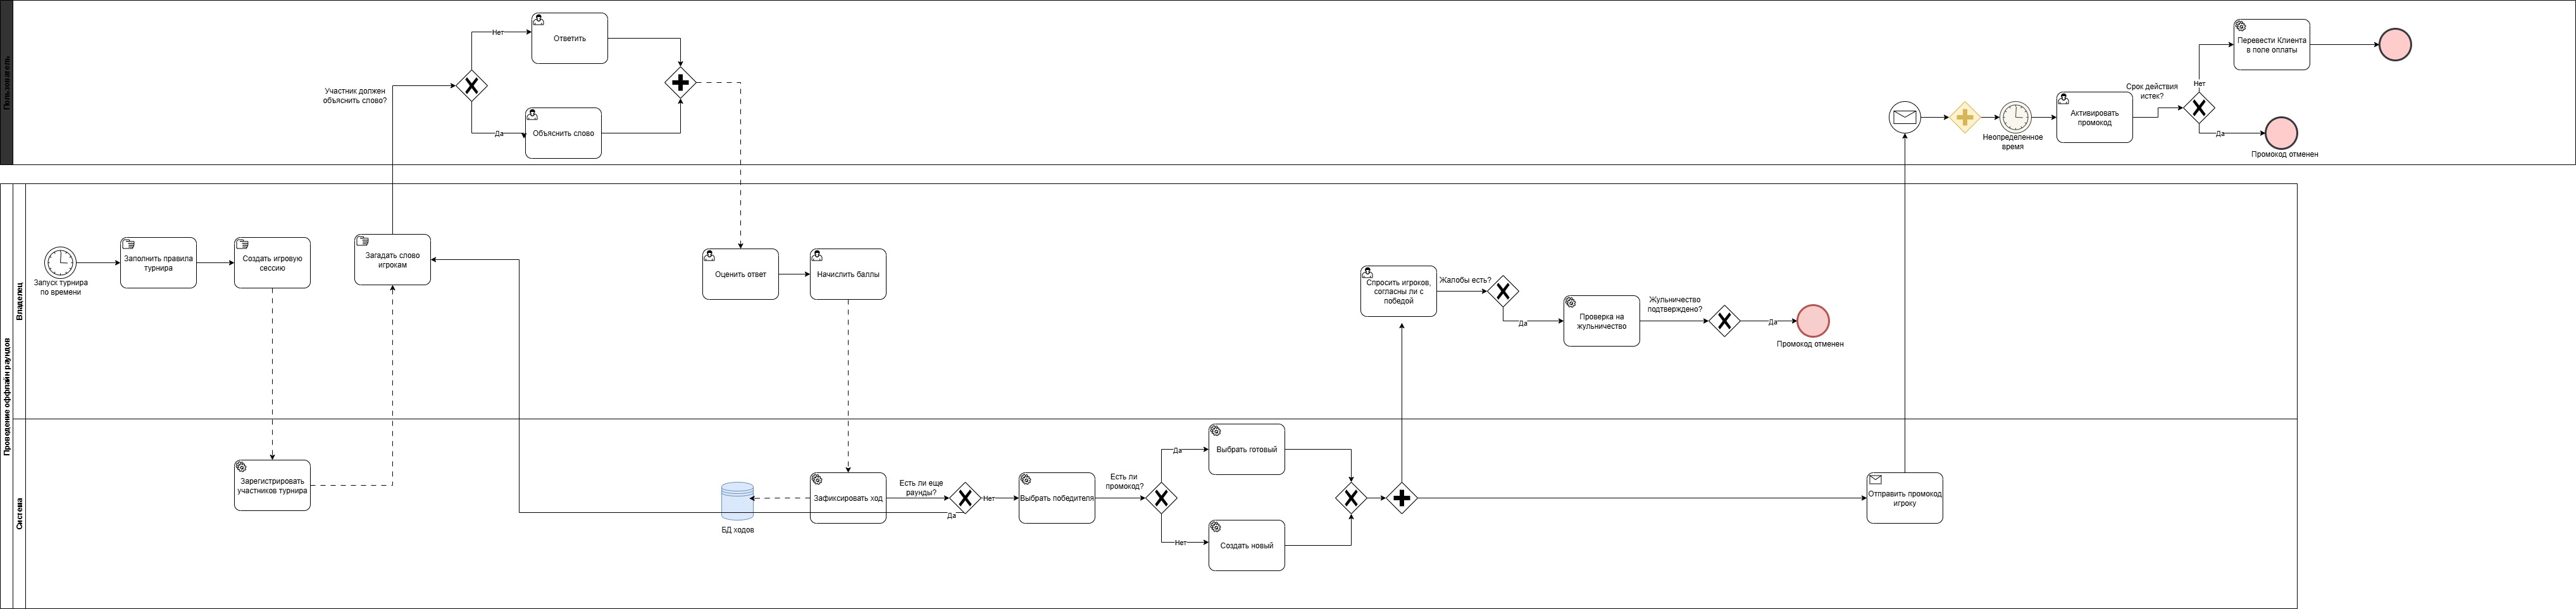 Пользователь
Участник должен
объяснить слово?
Нет
Ответить
Да
Объяснить слово
Неопределенное
время
Активировать
промокод
Срок действия
истек?
Нет
Перевести Клиента
в поле оплаты
Да
Промокод отменен
Проведение оффлайн раундов
Владелец
Запуск турнира
по времени
Заполнить правила
турнира
Создать игровую
сессию
Загадать слово
игрокам
Оценить ответ
Начислить баллы
Спросить игроков,
согласны ли с
победой
Жалобы есть?
Да
Проверка на
жульничество
Жульничество
подтверждено?
Да
Промокод отменен
Система
Зарегистрировать
участников турнира
БД ходов
Зафиксировать ход
Есть ли еще
раунды?
Да
Нет
Выбрать победителя
Есть ли
промокод?
Да
Выбрать готовый
Нет
Создать новый
Отправить промокод
игроку